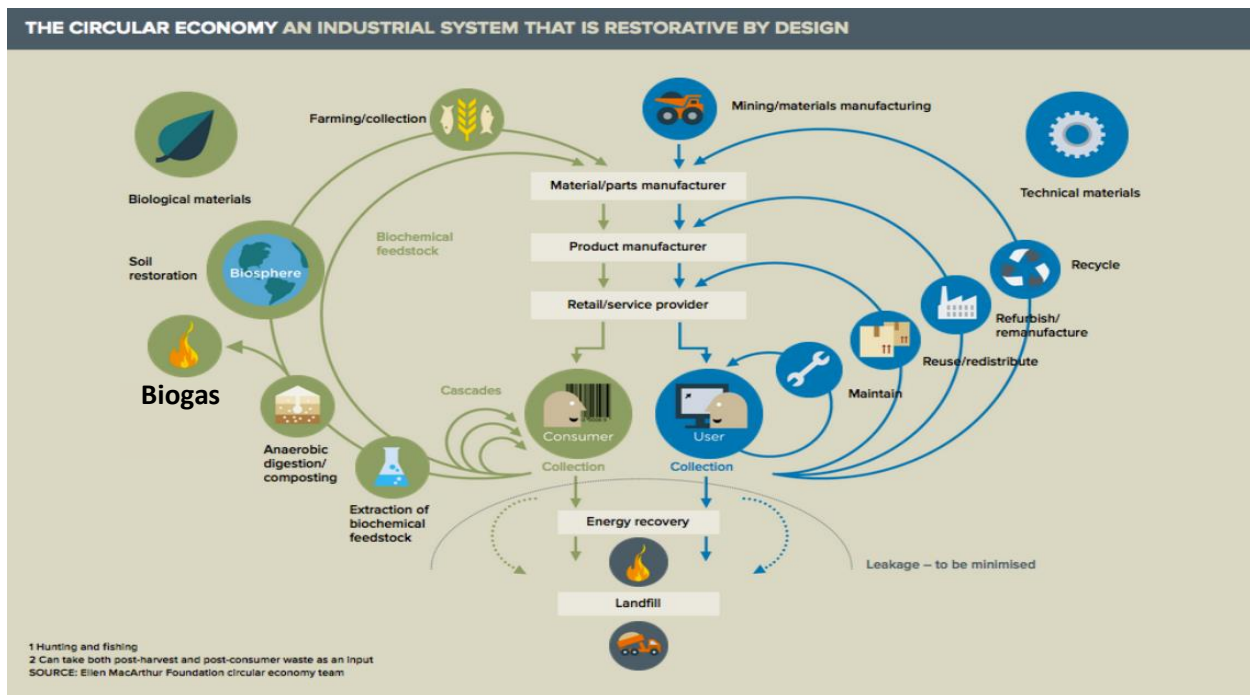 THE CIRCULAR ECONOMY AN INDUSTRIAL SYSTEM THAT IS RESTORATIVE BY DESIGN
Farming/collection
Mining/materials manufacturing
Biological materials
Technical materials
Material/parts manufacturer
Biochemical
feedstock
Product manufacturer
Soil
restoration
Biosphere
Recycle
Retail/service provider
Refurbish/
remanufacture
Reuse/redistribute
Biogas
Cascades
Maintain
Consumer
User
Anaerobic
digestion/
composting
Collection
Collection
Extraction of
biochemical
feedstock
Energy recovery
Leakage – to be minimised
Landfill
1 Hunting and fishing
2 Can take both post-harvest and post-consumer waste as an input
SOURCE: Ellen MacArthur Foundation circular economy team